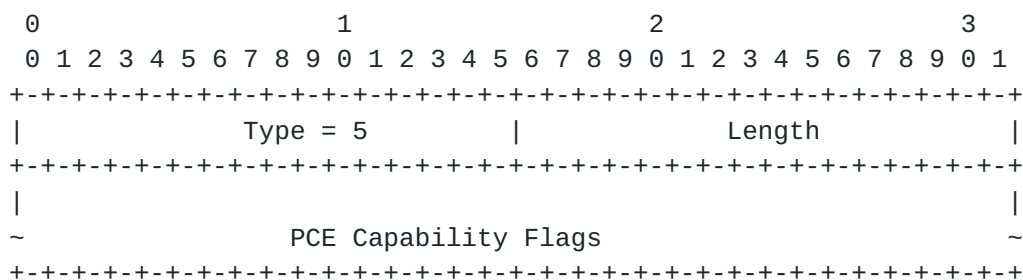 0                   1                   2                   3
 0 1 2 3 4 5 6 7 8 9 0 1 2 3 4 5 6 7 8 9 0 1 2 3 4 5 6 7 8 9 0 1
+-+-+-+-+-+-+-+-+-+-+-+-+-+-+-+-+-+-+-+-+-+-+-+-+-+-+-+-+-+-+-+-+
|              Type = 5         |             Length            |
+-+-+-+-+-+-+-+-+-+-+-+-+-+-+-+-+-+-+-+-+-+-+-+-+-+-+-+-+-+-+-+-+
|                                                               |
~                 PCE Capability Flags                          ~
+-+-+-+-+-+-+-+-+-+-+-+-+-+-+-+-+-+-+-+-+-+-+-+-+-+-+-+-+-+-+-+-+